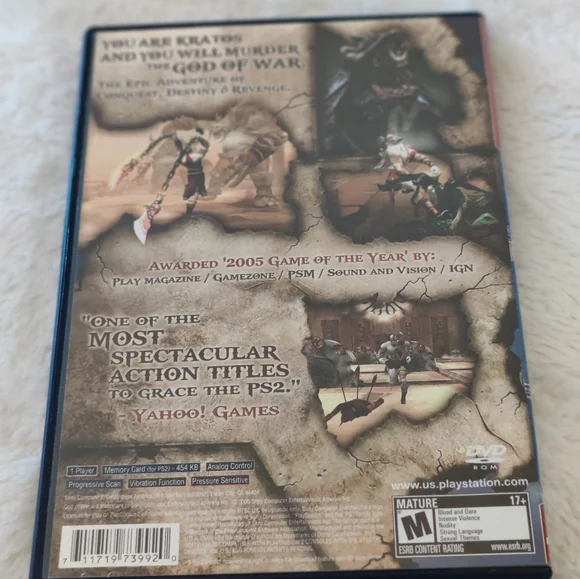 YOU ARE KRATOS
AND YOU WILL MURDER
THE GOD OF WAR.
THE EPIC ADVENTURE OF
CONQUEST, DESTINY & REVENGE.
AWARDED '2005 GAME OF THE YEAR' BY:
PLAY MAGAZINE / GAMEZONE / PSM / SOUND AND VISION / IGN
"ONE OF THE
MOST
SPECTACULAR
ACTION TITLES
TO GRACE THE PS2."
- YAHOO! GAMES
1 Player
Memory Card (for PS2) - 454 KB
Analog Control
Progressive Scan
Vibration Function
Pressure Sensitive
DVD
ROM
www.us.playstation.com
MATURE 17+
M
Blood and Gore
Intense Violence
Nudity
Strong Language
Sexual Themes
ESRB CONTENT RATING www.esrb.org
7 11719 73992 0